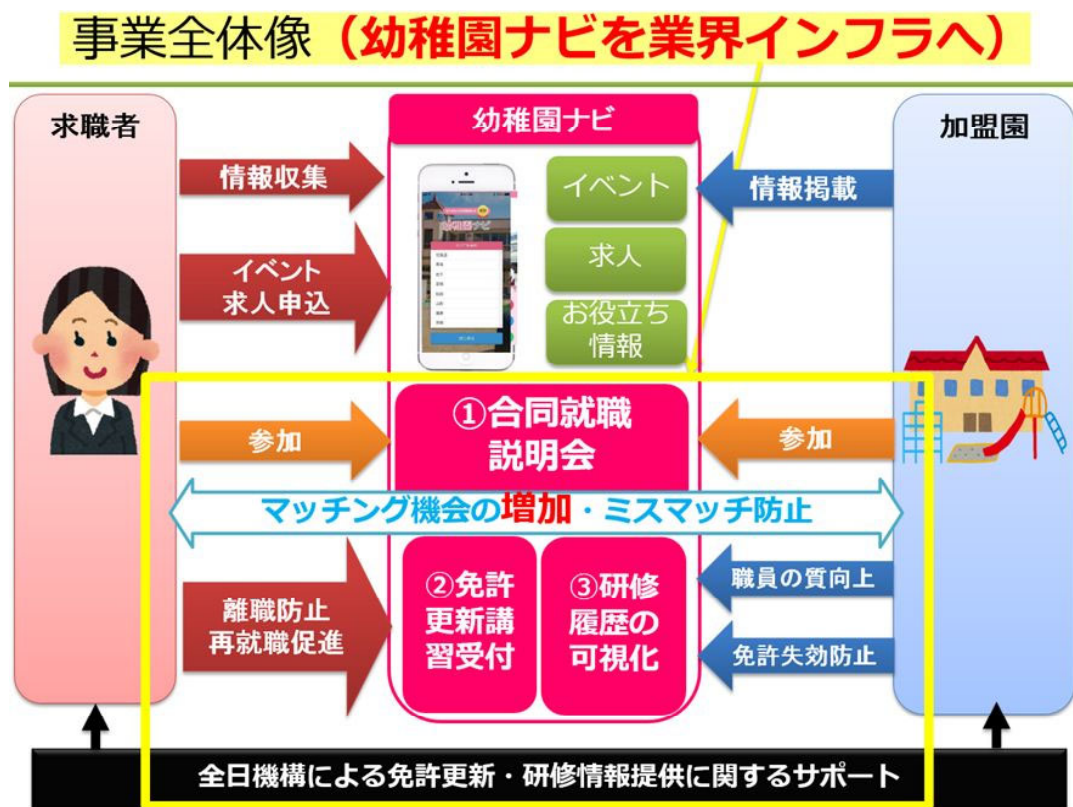 事業全体像（幼稚園ナビを業界インフラへ）
求職者
幼稚園ナビ
加盟園
情報収集
イベント
求人申込
イベント
求人
お役立ち
情報
情報掲載
参加
①合同就職
説明会
参加
マッチング機会の増加・ミスマッチ防止
離職防止
再就職促進
②免許
更新講
習受付
③研修
履歴の
可視化
職員の質向上
免許失効防止
全日機構による免許更新・研修情報提供に関するサポート